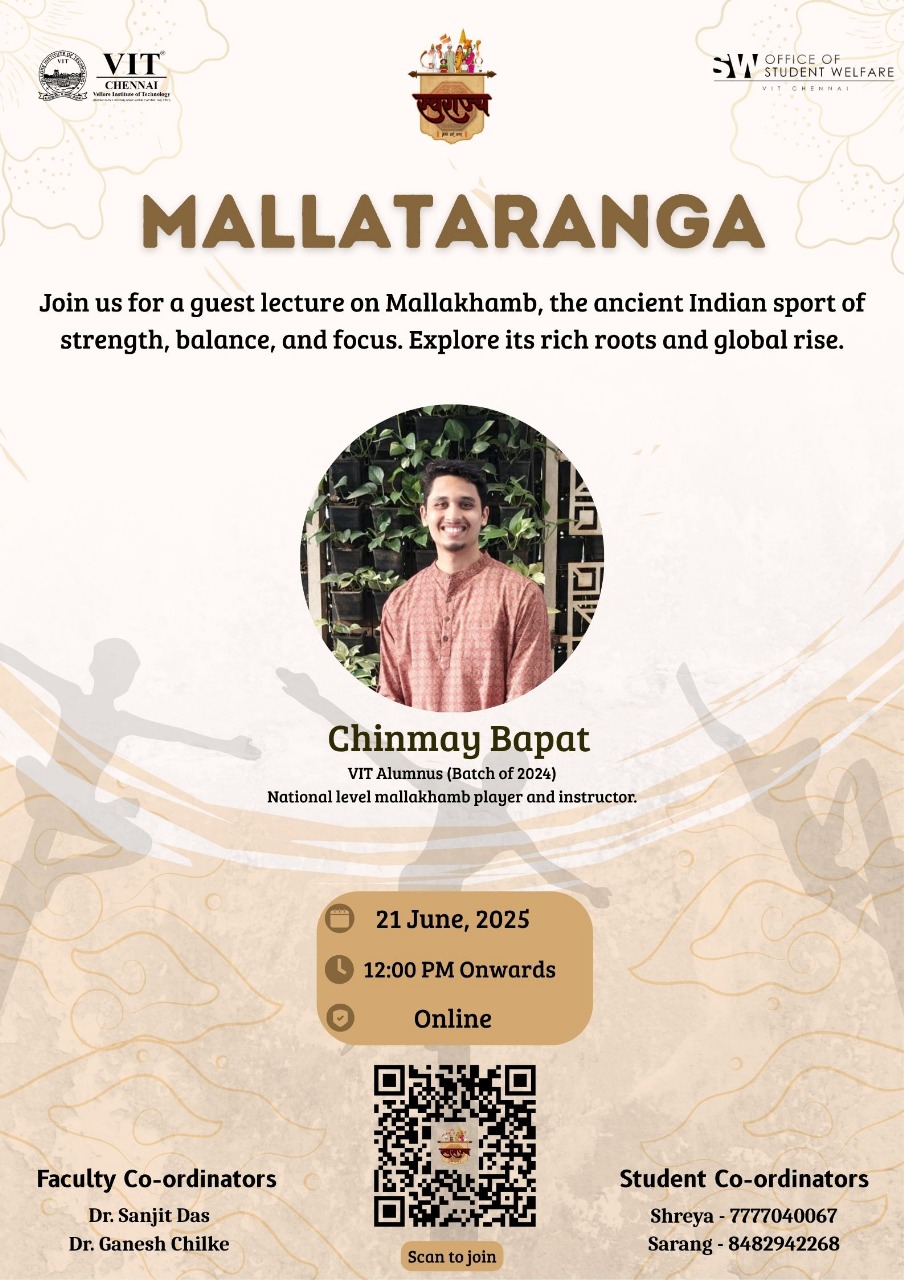 VIT
CHENNAI
Vellore Institute of Technology
स्वराज्य
SW OFFICE OF
STUDENT WELFARE
VIT CHENNAI
MALLATARANGA
Join us for a guest lecture on Mallakhamb, the ancient Indian sport of
strength, balance, and focus. Explore its rich roots and global rise.
Chinmay Bapat
VIT Alumnus (Batch of 2024)
National level mallakhamb player and instructor.
21 June, 2025
12:00 PM Onwards
Online
स्वराज्य
Faculty Co-ordinators
Dr. Sanjit Das
Dr. Ganesh Chilke
Scan to join
Student Co-ordinators
Shreya - 7777040067
Sarang - 8482942268